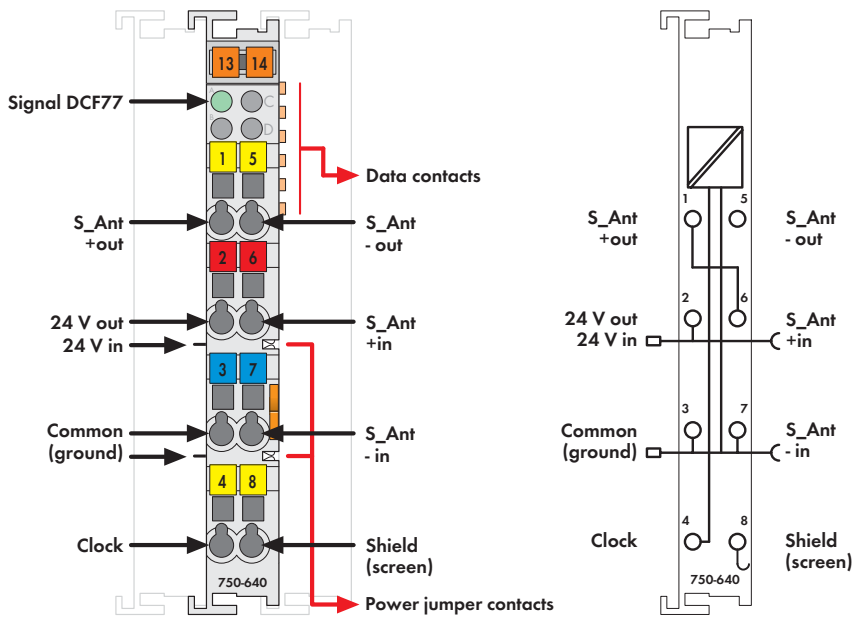 13 14
A
C
Signal DCF77
B
D
1 5
Data contacts
S_Ant
+out
S_Ant
- out
2 6
24 V out
24 V in
S_Ant
+in
3 7
Common
(ground)
S_Ant
- in
4 8
Clock
Shield
(screen)
750-640
Power jumper contacts
1
5
S_Ant
+out
S_Ant
- out
2
6
24 V out
24 V in
S_Ant
+in
3
7
Common
(ground)
S_Ant
- in
4
8
Clock
Shield
(screen)
750-640